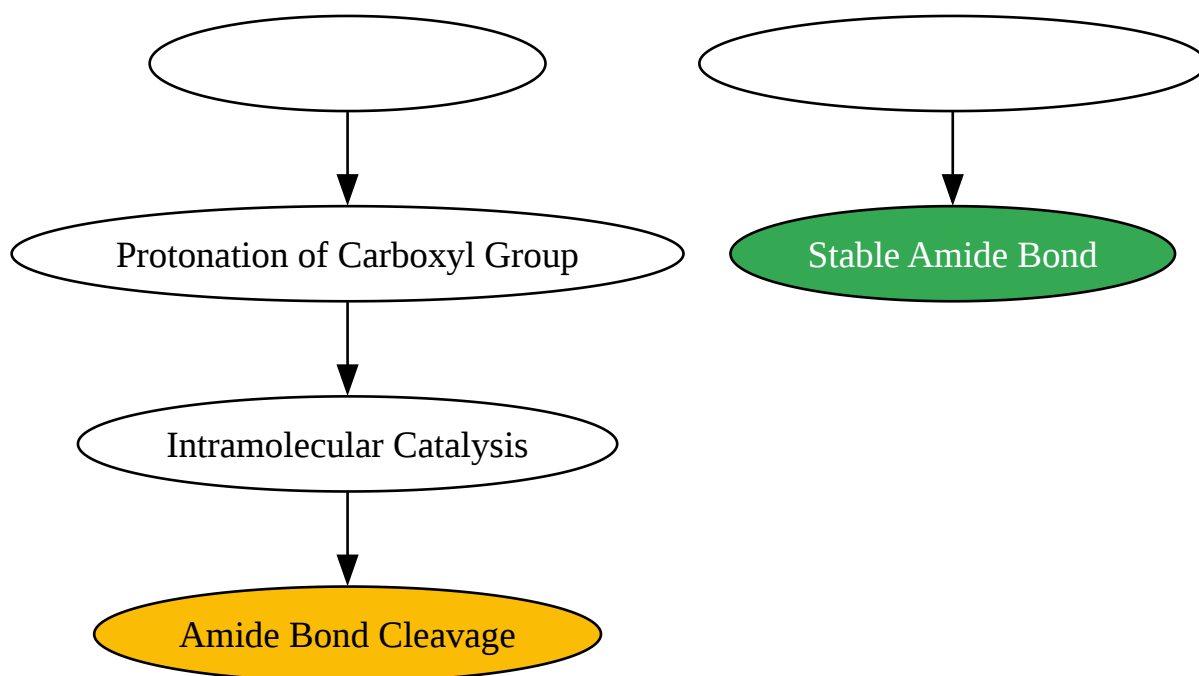 Protonation of Carboxyl Group
Stable Amide Bond
Intramolecular Catalysis
Amide Bond Cleavage